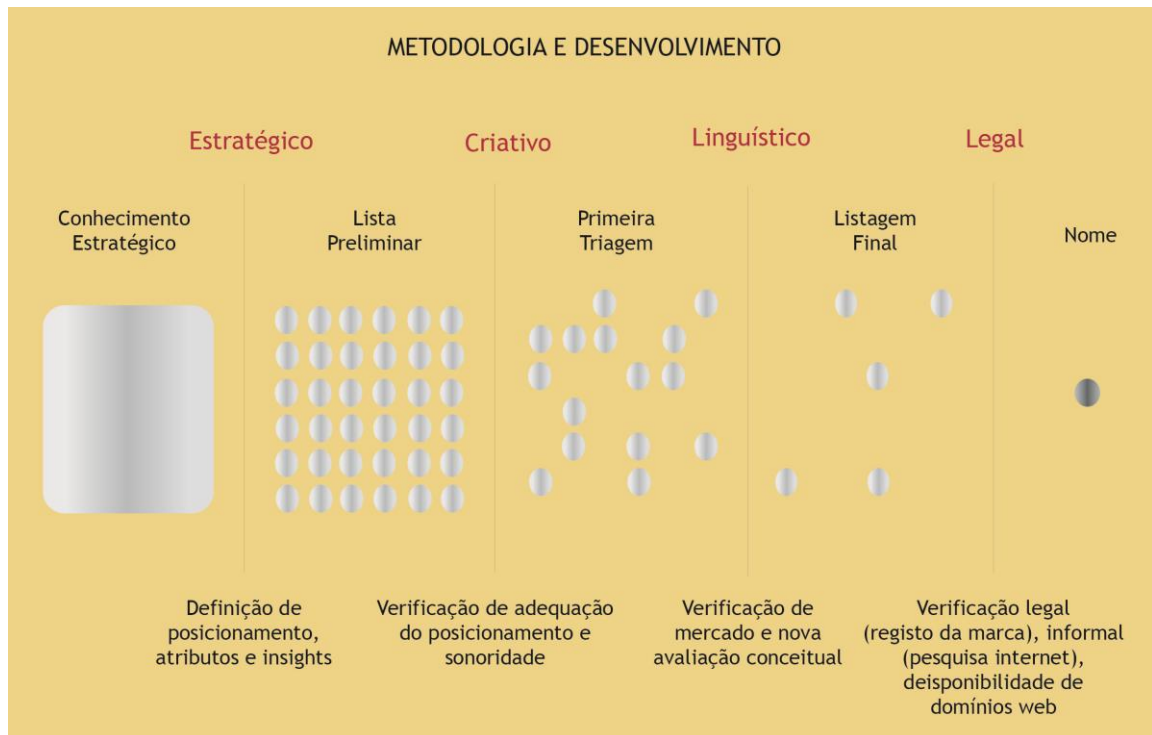 METODOLOGIA E DESENVOLVIMENTO
Estratégico
Criativo
Linguístico
Legal
Conhecimento
Estratégico
Lista
Preliminar
Primeira
Triagem
Listagem
Final
Nome
Definição de
posicionamento,
atributos e insights
Verificação de adequação
do posicionamento e
sonoridade
Verificação de
mercado e nova
avaliação conceitual
Verificação legal
(registo da marca), informal
(pesquisa internet),
deisponibilidade de
domínios web